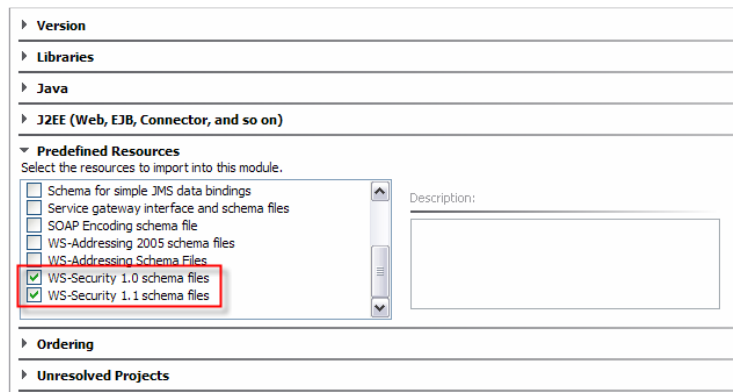 Version
Libraries
Java
J2EE (Web, EJB, Connector, and so on)
Predefined Resources
Select the resources to import into this module.
Schema for simple JMS data bindings
Service gateway interface and schema files
SOAP Encoding schema file
WS-Addressing 2005 schema files
WS-Addressing Schema Files
WS-Security 1.0 schema files
WS-Security 1.1 schema files
Description:
Ordering
Unresolved Projects